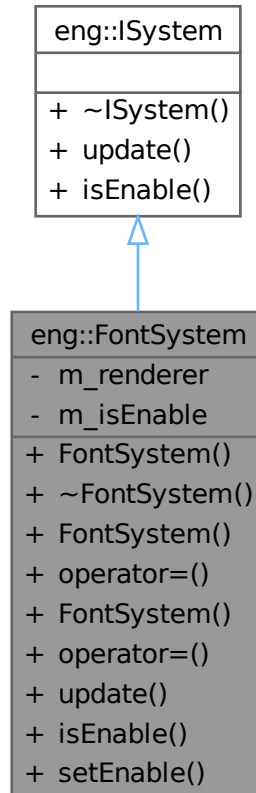 eng::ISystem
+ ~ISystem()
+ update()
+ isEnable()
eng::FontSystem
- m_renderer
- m_isEnable
+ FontSystem()
+ ~FontSystem()
+ FontSystem()
+ operator=()
+ FontSystem()
+ operator=()
+ update()
+ isEnable()
+ setEnable()